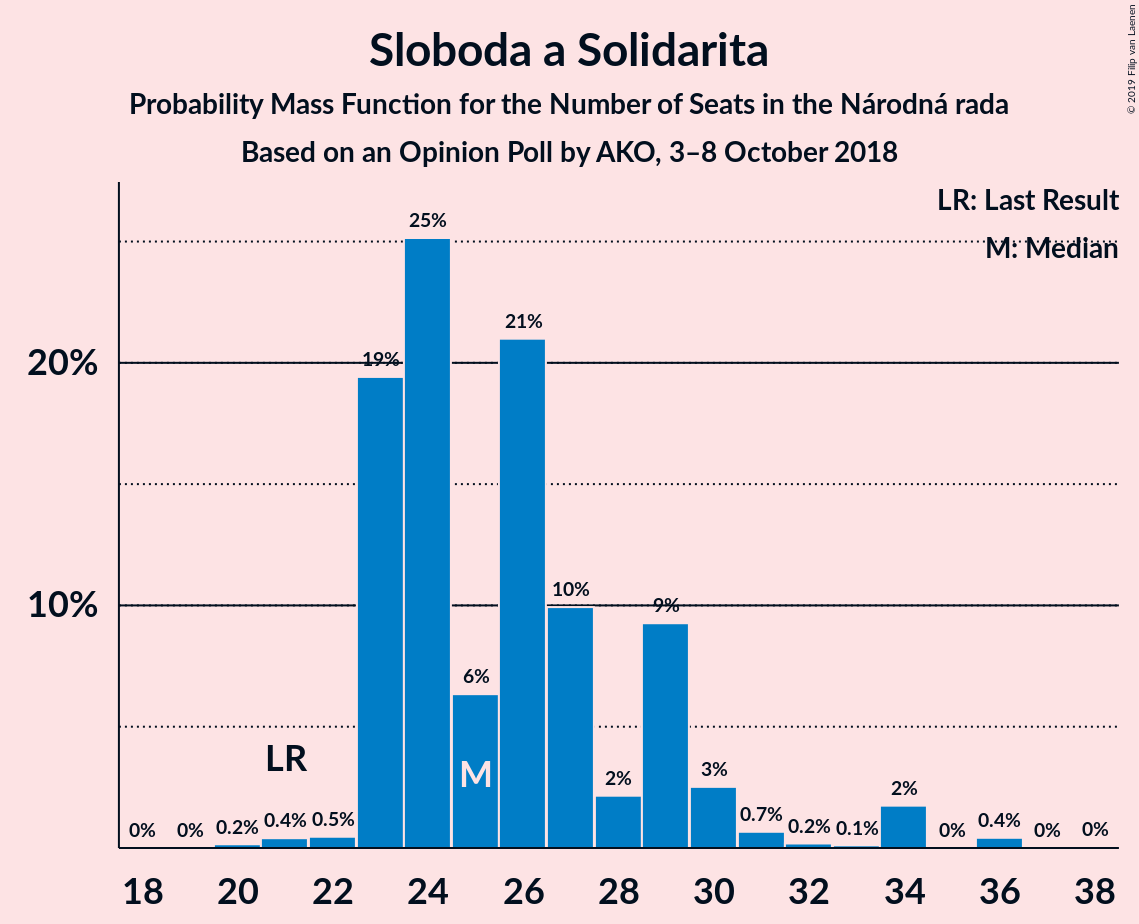 Sloboda a Solidarita
Probability Mass Function for the Number of Seats in the Národná rada
Based on an Opinion Poll by AKO, 3–8 October 2018
© 2019 Filip van Laenen
LR: Last Result
M: Median
25%
21%
20%
19%
10%
10%
9%
6%
LR
M
3%
2%
2%
0%
0%
0.2%
0.4%
0.5%
0.7%
0.2%
0.1%
0%
0.4%
0%
0%
18 20 22 24 26 28 30 32 34 36 38